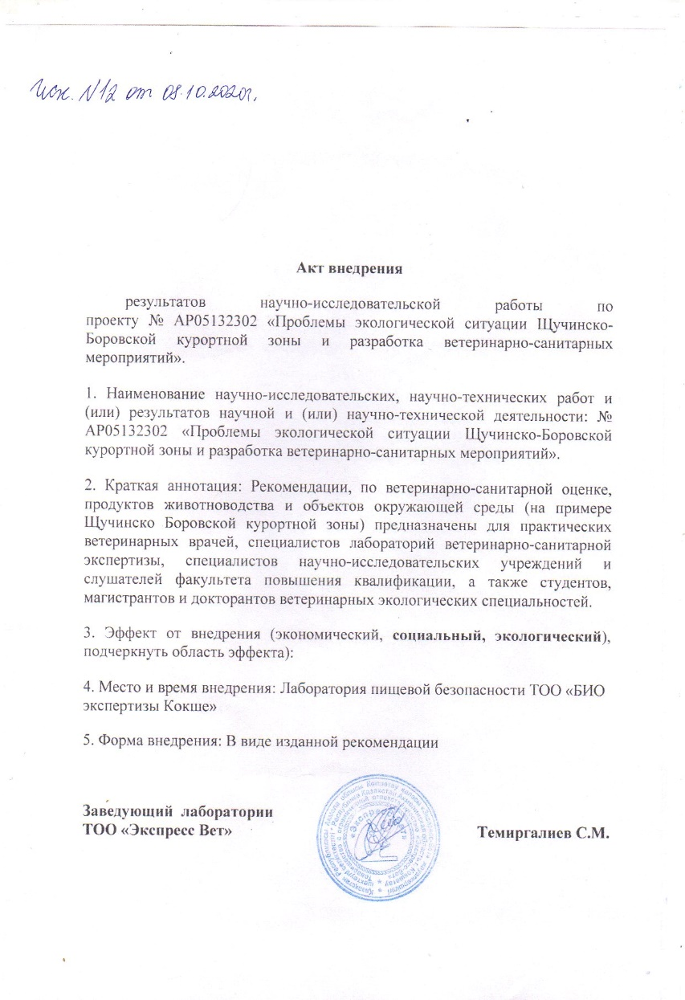 Исх. N12 от 08.10.2020г.
Акт внедрения
результатов научно-исследовательской работы по
проекту № АР05132302 «Проблемы экологической ситуации Щучинско-
Боровской курортной зоны и разработка ветеринарно-санитарных
мероприятий».
1. Наименование научно-исследовательских, научно-технических работ и
(или) результатов научной и (или) научно-технической деятельности: №
АР05132302 «Проблемы экологической ситуации Щучинско-Боровской
курортной зоны и разработка ветеринарно-санитарных мероприятий».
2. Краткая аннотация: Рекомендации, по ветеринарно-санитарной оценке,
продуктов животноводства и объектов окружающей среды (на примере
Щучинско Боровской курортной зоны) предназначены для практических
ветеринарных врачей, специалистов лабораторий ветеринарно-санитарной
экспертизы, специалистов научно-исследовательских учреждений и
слушателей факультета повышения квалификации, а также студентов,
магистрантов и докторантов ветеринарных экологических специальностей.
3. Эффект от внедрения (экономический, социальный, экологический),
подчеркнуть область эффекта):
4. Место и время внедрения: Лаборатория пищевой безопасности ТОО «БИО
экспертизы Кокше»
5. Форма внедрения: В виде изданной рекомендации
Заведующий лаборатории
ТОО «Экспресс Вет»
Темиргалиев С.М.